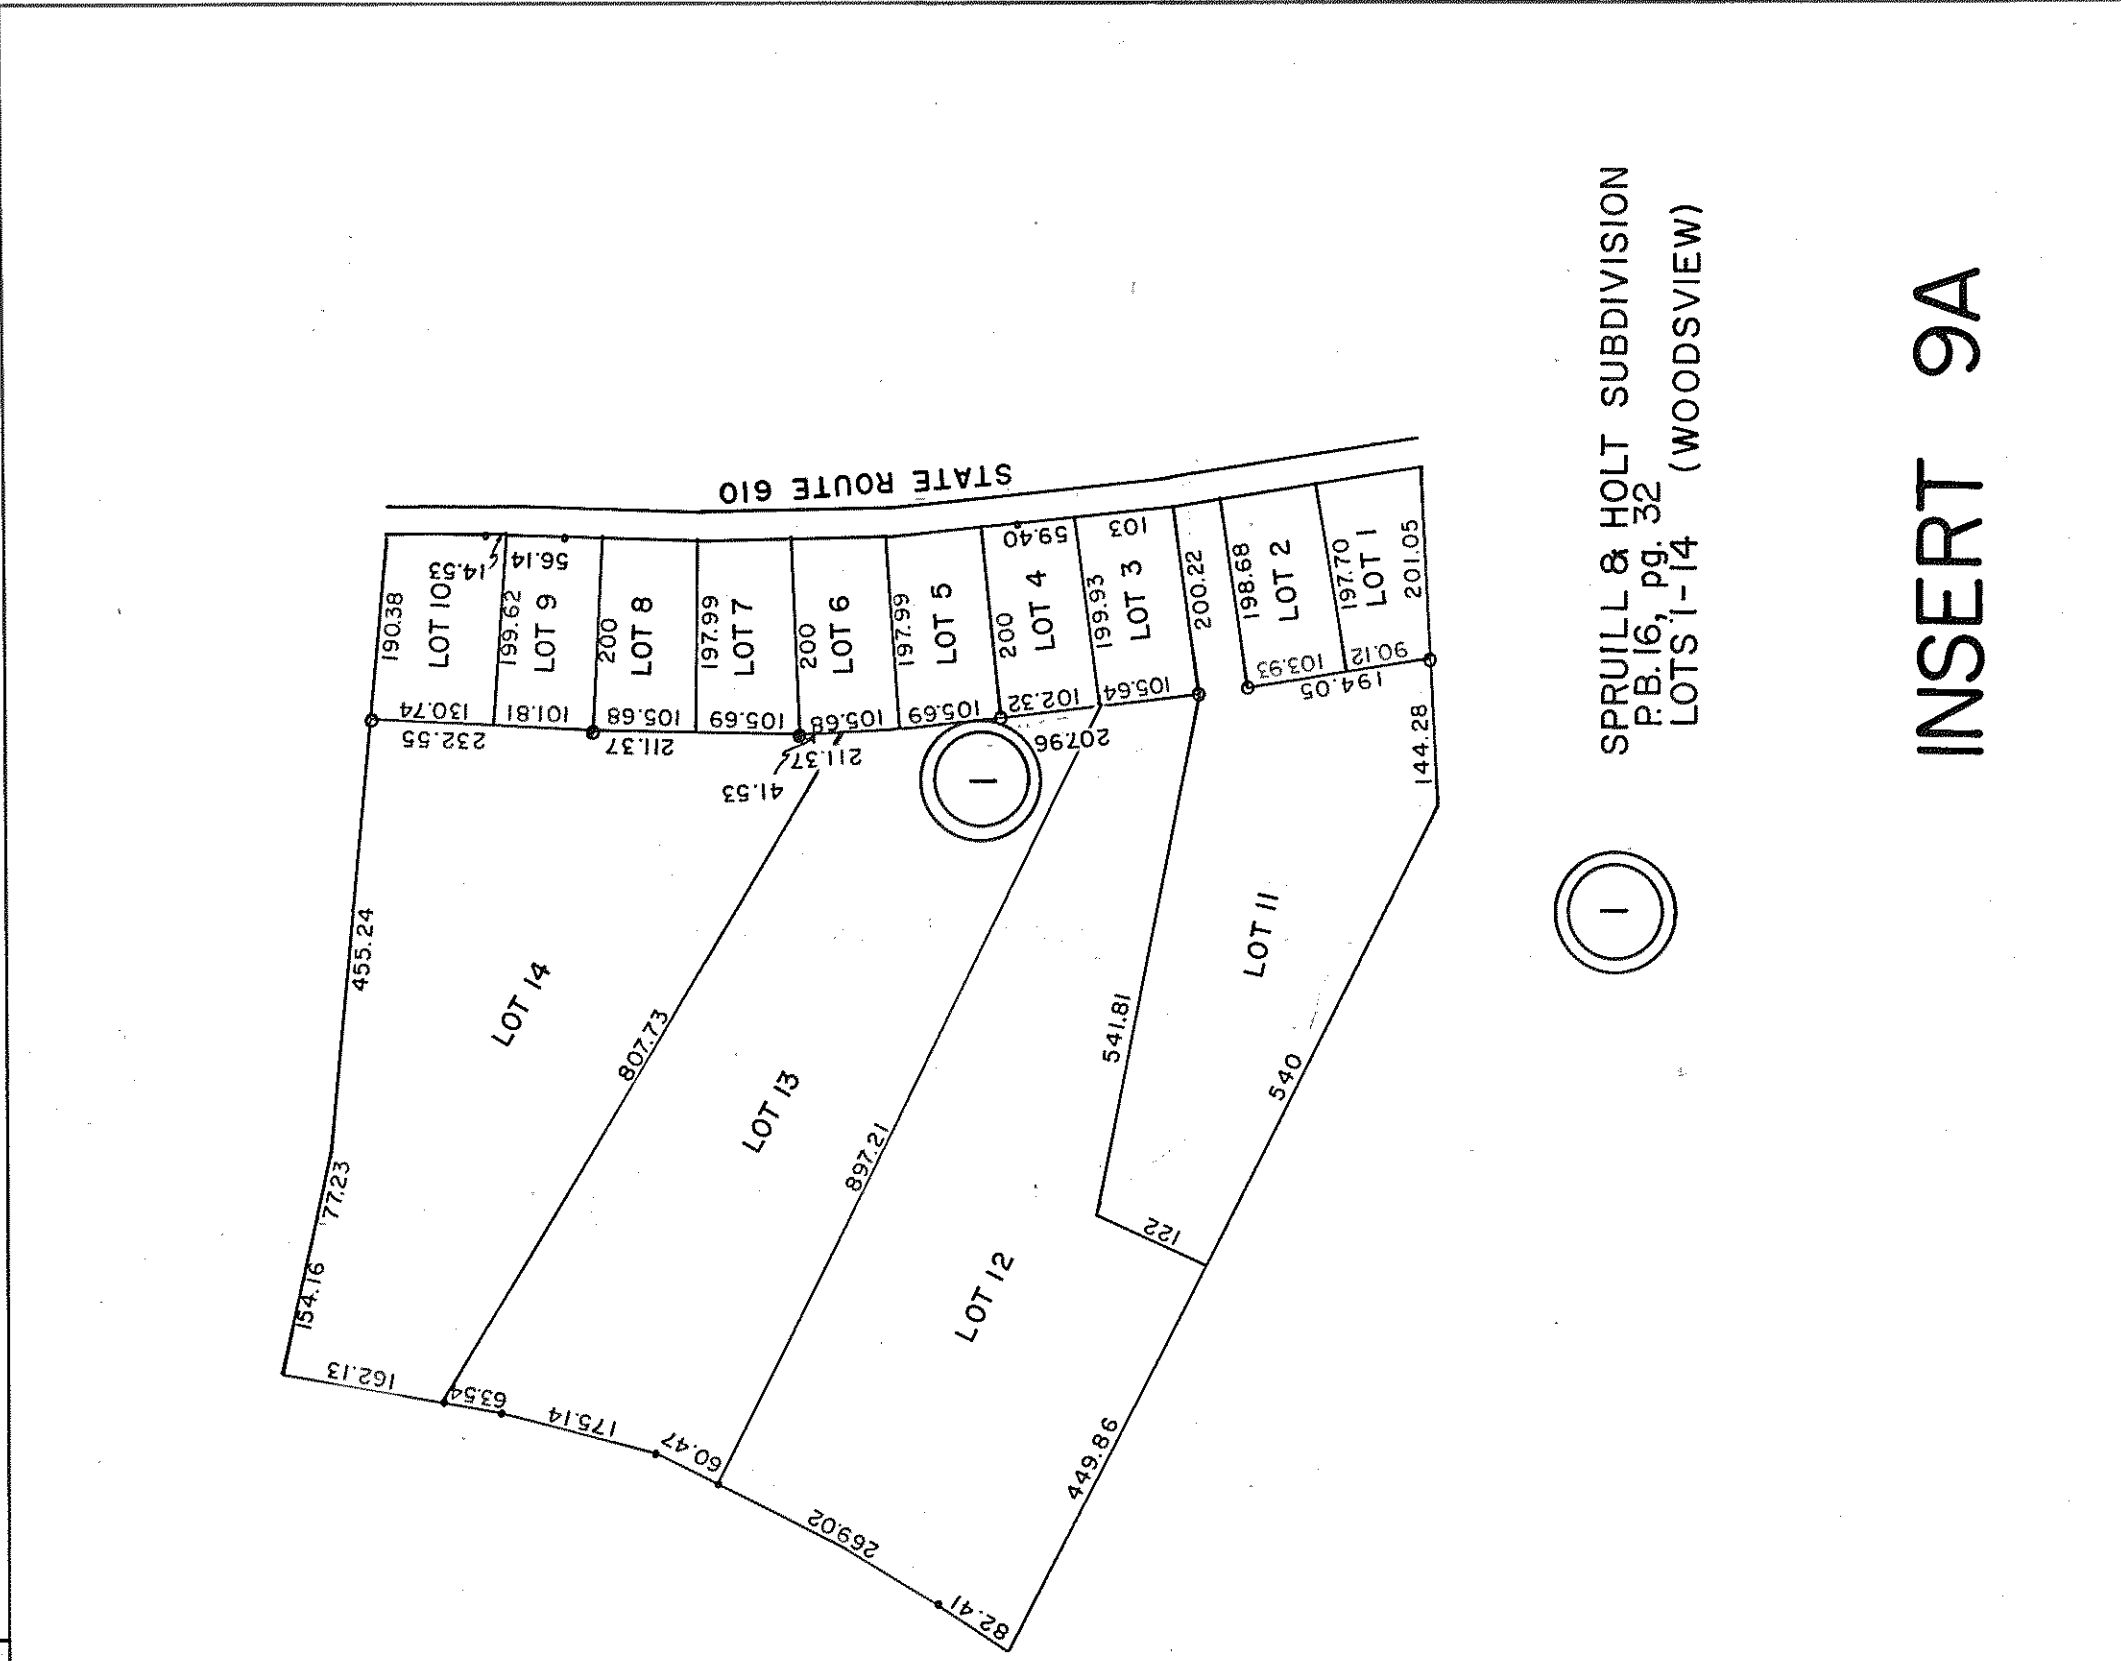 STATE ROUTE 610
190.38
LOT 10
14.53
130.74
232.55
199.62
LOT 9
56.14
101.81
200
LOT 8
105.68
211.37
197.99
LOT 7
105.69
200
LOT 6
105.68
211.37
41.53
197.99
LOT 5
105.69
200
LOT 4
59.40
102.32
207.96
199.93
LOT 3
103
105.64
200.22
198.68
LOT 2
103.93
194.05
197.70
LOT 1
90.12
201.05
144.28
1
455.24
LOT 14
77.23
154.16
162.13
807.73
LOT 13
63.54
175.14
60.47
897.21
LOT 12
269.02
82.41
449.86
541.81
LOT 11
122
540
1
SPRUILL & HOLT SUBDIVISION
P.B.16, pg. 32
LOTS 1-14 (WOODSVIEW)
INSERT 9A